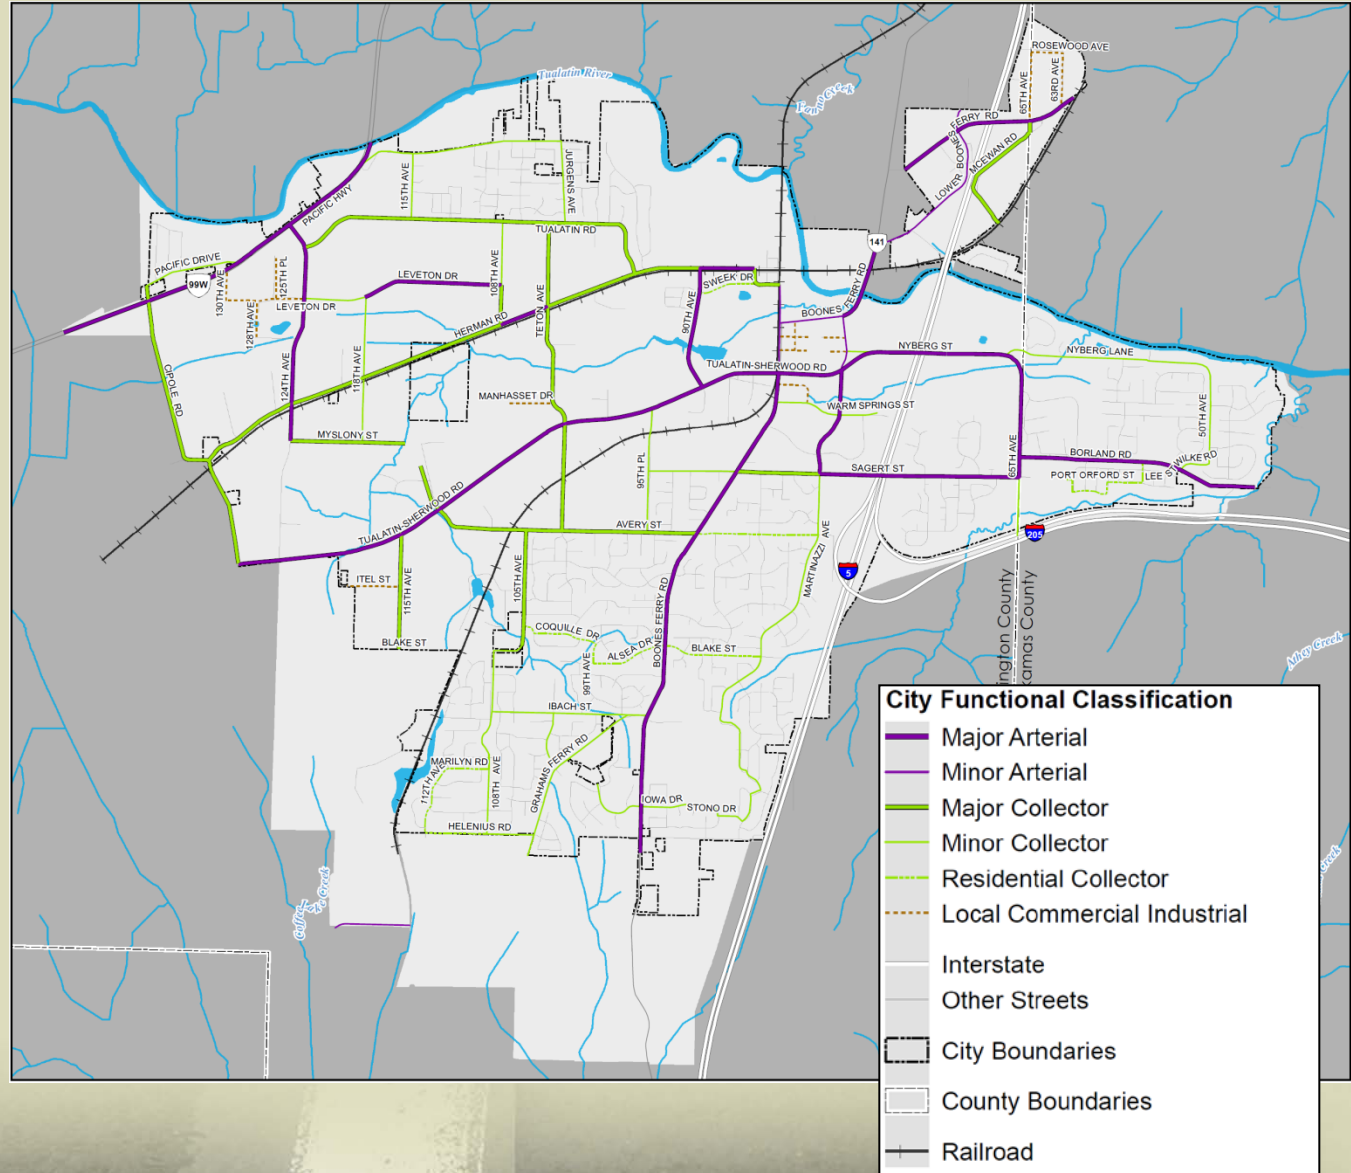 ROSEWOOD AVE
65TH AVE
63RD AVE
Tualatin River
FERRY RD
LOWER BOONES
MCEWAN RD
115TH AVE
JURGENS AVE
PACIFIC HWY
TUALATIN RD
141
PACIFIC DRIVE
99W
130TH AVE
125TH PL
LEVETON DR
108TH AVE
SWEEK DR
BOONES FERRY RD
128TH AVE
LEVETON DR
TETON AVE
HERMAN RD
90TH AVE
BOONES FERRY RD
124TH AVE
118TH AVE
NYBERG ST
NYBERG LANE
TUALATIN-SHERWOOD RD
CIPOLE RD
MANHASSET DR
WARM SPRINGS ST
50TH AVE
MYSLONY ST
95TH PL
SAGERT ST
65TH AVE
BORLAND RD
WILKE RD
PORT ORFORD ST
LEE ST
TUALATIN-SHERWOOD RD
AVERY ST
MARTINAZZI AVE
205
5
ITEL ST
115TH AVE
105TH AVE
BLAKE ST
COQUILLE DR
ALSEA DR
99TH AVE
BOONES FERRY RD
BLAKE ST
IBACH ST
GRAHAMS FERRY RD
MARILYN RD
112TH AVE
108TH AVE
IOWA DR
STONO DR
HELENIUS RD
Athey Creek
ington County
kamas County
Creek
City Functional Classification
Major Arterial
Minor Arterial
Major Collector
Minor Collector
Residential Collector
Local Commercial Industrial
Interstate
Other Streets
City Boundaries
County Boundaries
Railroad